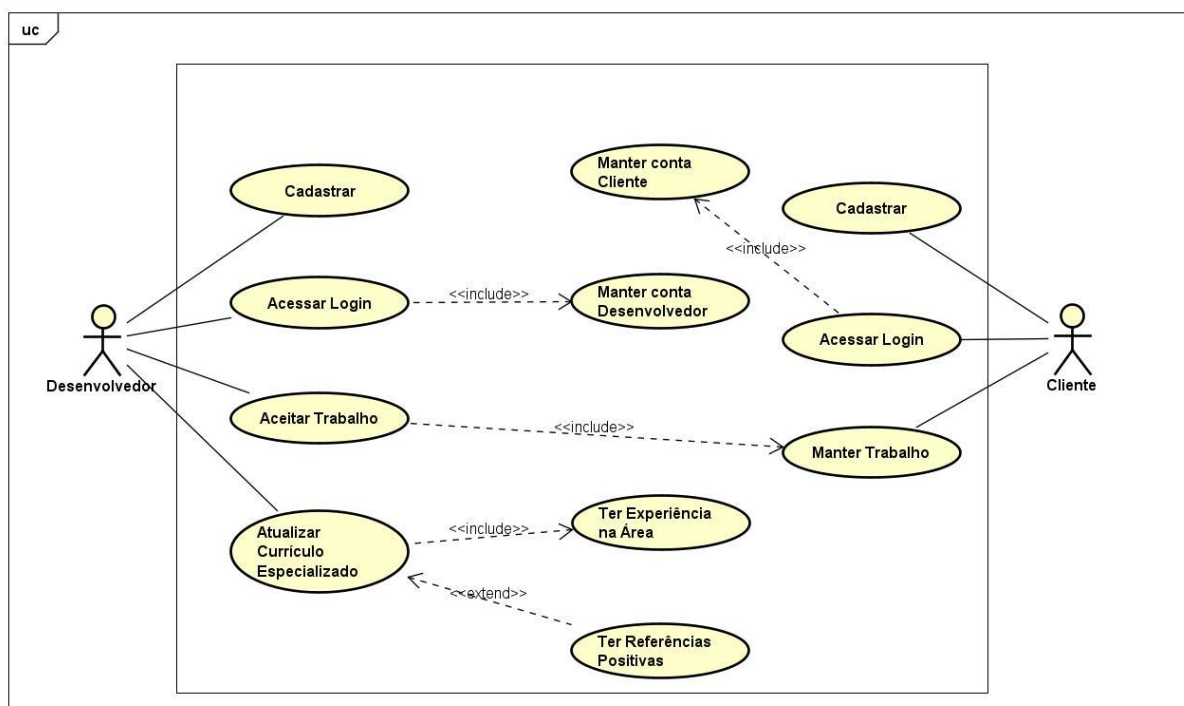 uc
Manter conta
Cliente
Cadastrar
Cadastrar
<<include>>
Acessar Login
<<include>>
Manter conta
Desenvolvedor
Acessar Login
Desenvolvedor
Cliente
Aceitar Trabalho
<<include>>
Manter Trabalho
Atualizar
Currículo
Especializado
<<include>>
Ter Experiência
na Área
<<extend>>
Ter Referências
Positivas